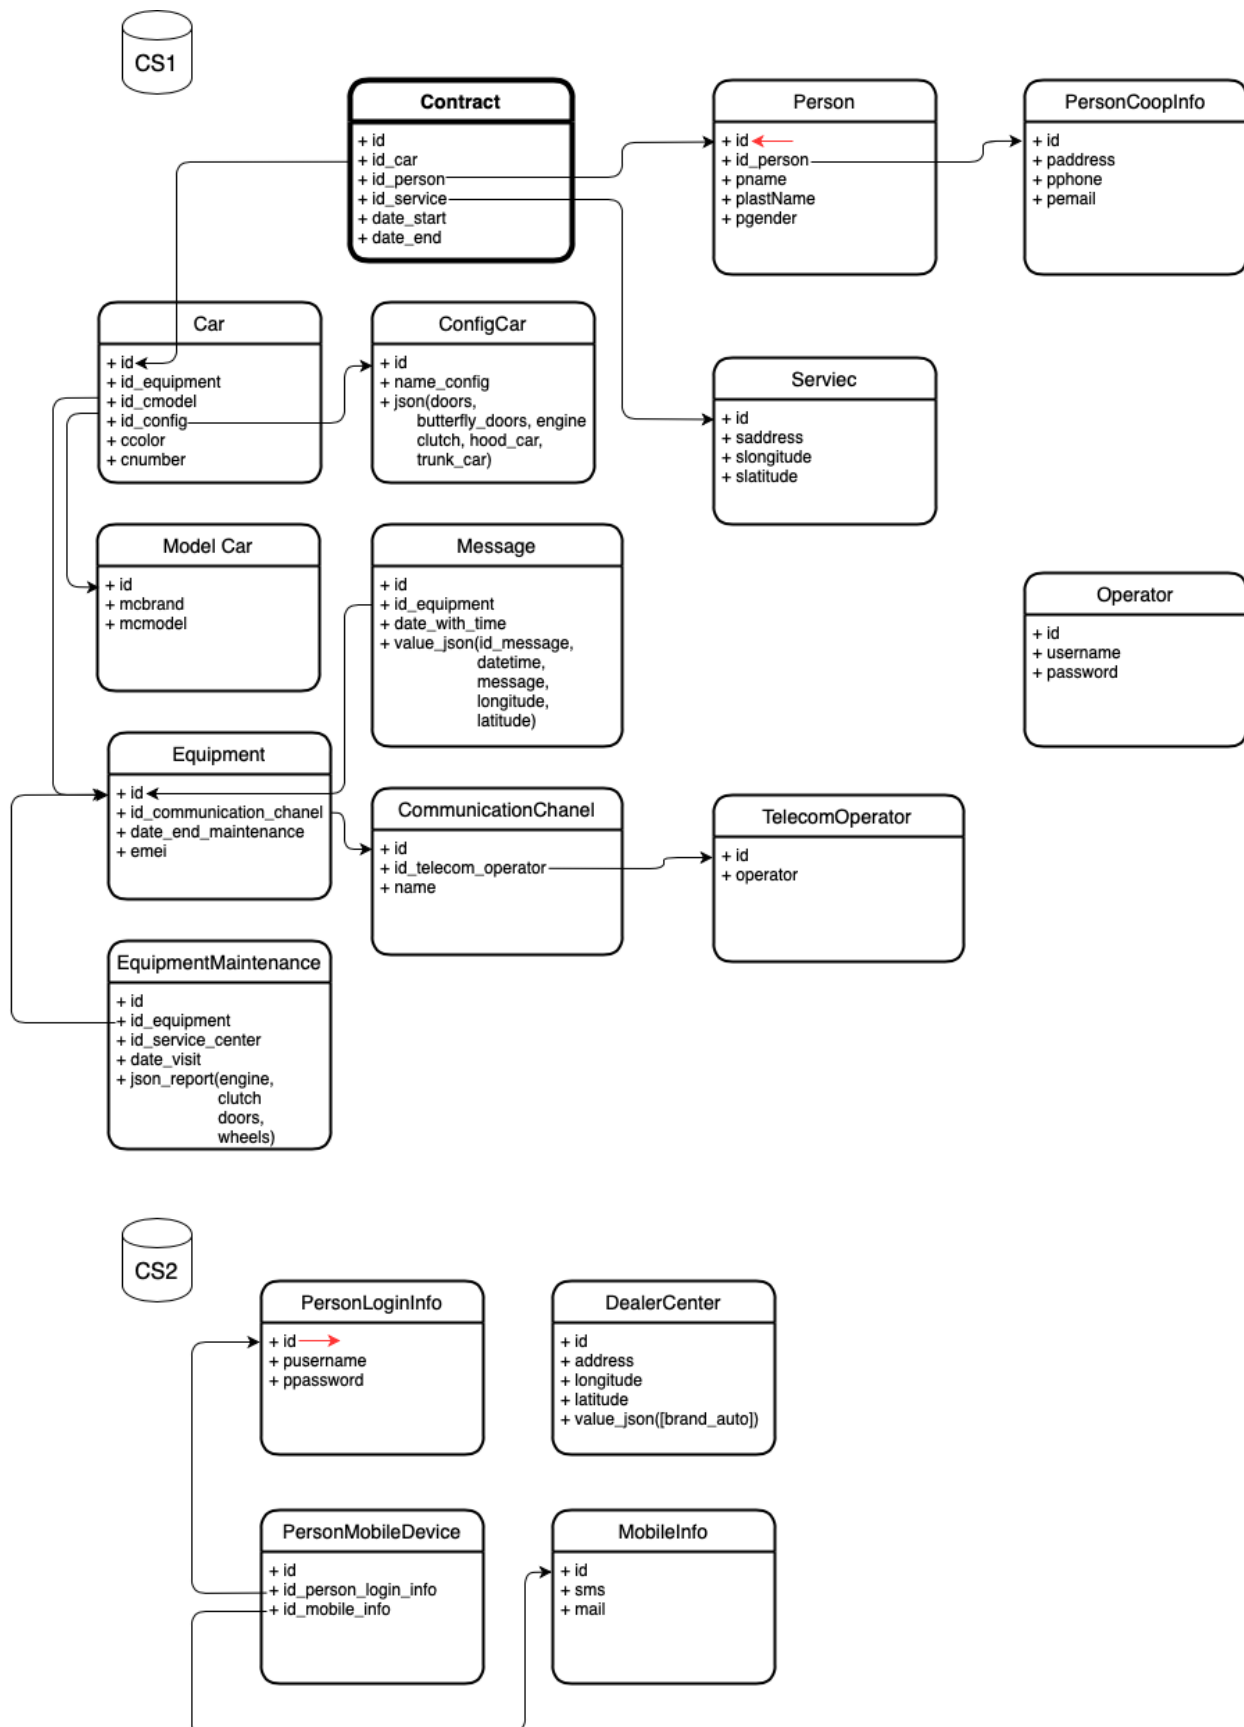 CS1
Contract
+ id
+ id_car
+ id_person
+ id_service
+ date_start
+ date_end
Person
+ id
+ id_person
+ pname
+ plastName
+ pgender
PersonCoopInfo
+ id
+ paddress
+ pphone
+ pemail
Car
+ id
+ id_equipment
+ id_cmodel
+ id_config
+ ccolor
+ cnumber
ConfigCar
+ id
+ name_config
+ json(doors,
butterfly_doors, engine
clutch, hood_car,
trunk_car)
Serviec
+ id
+ saddress
+ slongitude
+ slatitude
Model Car
+ id
+ mcbrand
+ mcmodel
Message
+ id
+ id_equipment
+ date_with_time
+ value_json(id_message,
datetime,
message,
longitude,
latitude)
Operator
+ id
+ username
+ password
Equipment
+ id
+ id_communication_chanel
+ date_end_maintenance
+ emei
CommunicationChanel
+ id
+ id_telecom_operator
+ name
TelecomOperator
+ id
+ operator
EquipmentMaintenance
+ id
+ id_equipment
+ id_service_center
+ date_visit
+ json_report(engine,
clutch
doors,
wheels)
CS2
PersonLoginInfo
+ id
+ pusername
+ ppassword
DealerCenter
+ id
+ address
+ longitude
+ latitude
+ value_json([brand_auto])
PersonMobileDevice
+ id
+ id_person_login_info
+ id_mobile_info
MobileInfo
+ id
+ sms
+ mail